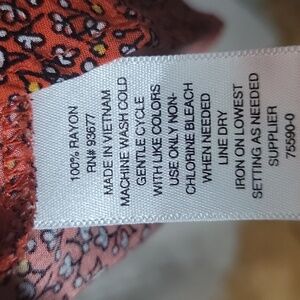 100% RAYON
RN# 93677
MADE IN VIETNAM
MACHINE WASH COLD
GENTLE CYCLE
WITH LIKE COLORS
USE ONLY NON-
CHLORINE BLEACH
WHEN NEEDED
LINE DRY
IRON ON LOWEST
SETTING AS NEEDED
SUPPLIER
75590-0